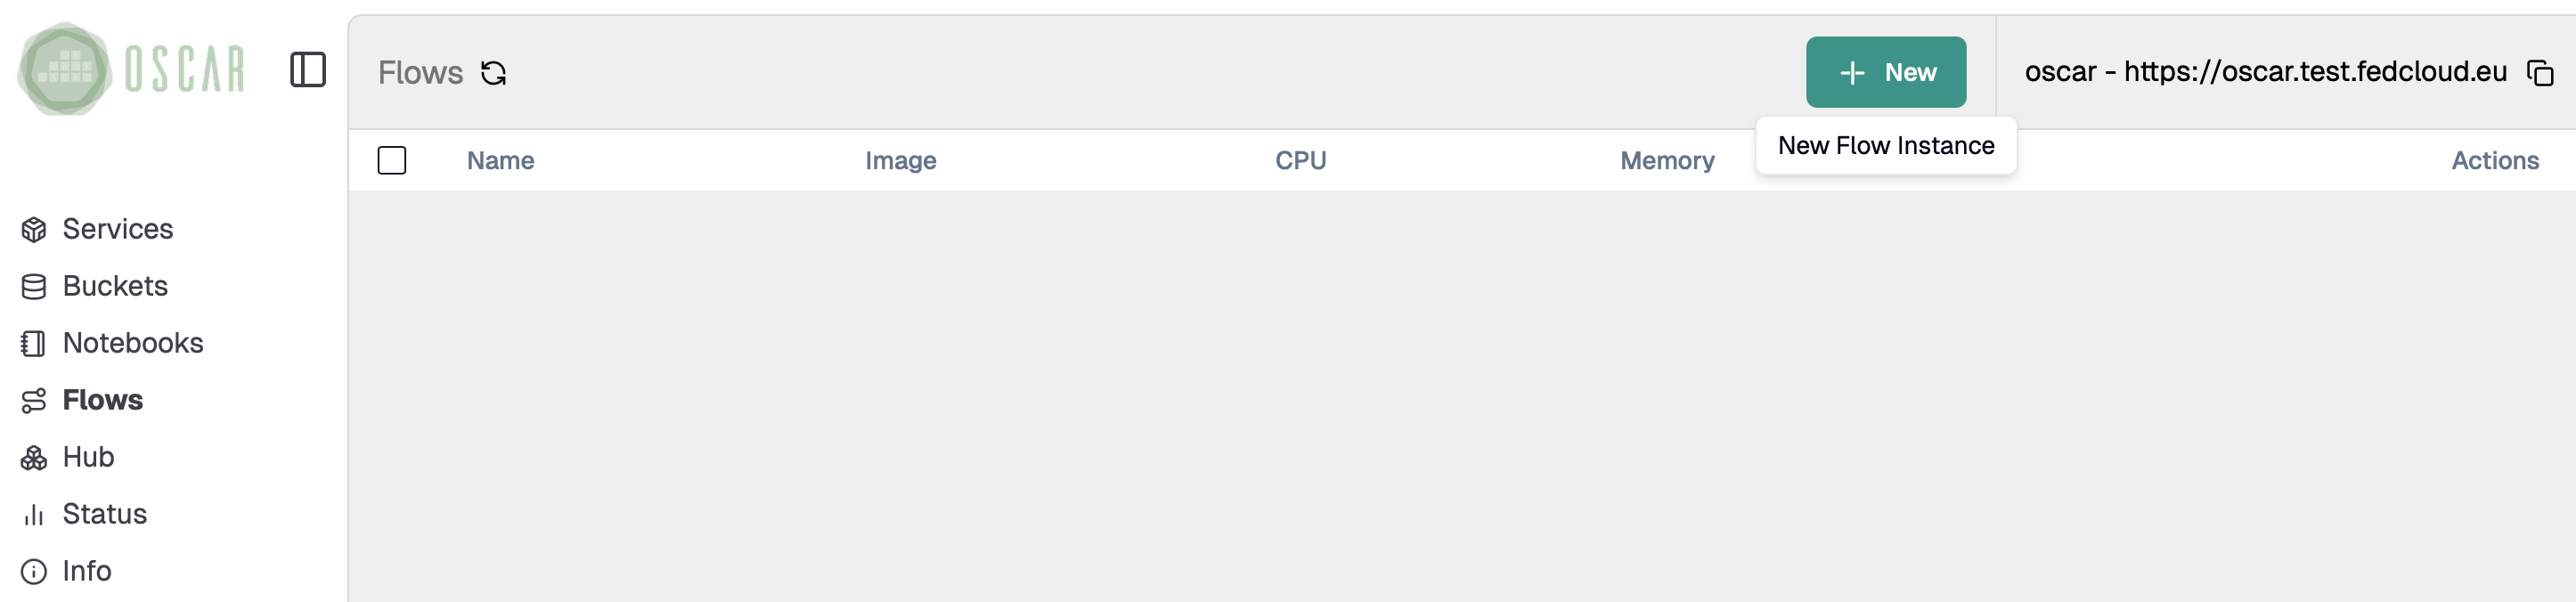 OSCAR
Flows
New
oscar - https://oscar.test.fedcloud.eu
New Flow Instance
Name Image CPU Memory Actions
Services
Buckets
Notebooks
Flows
Hub
Status
Info